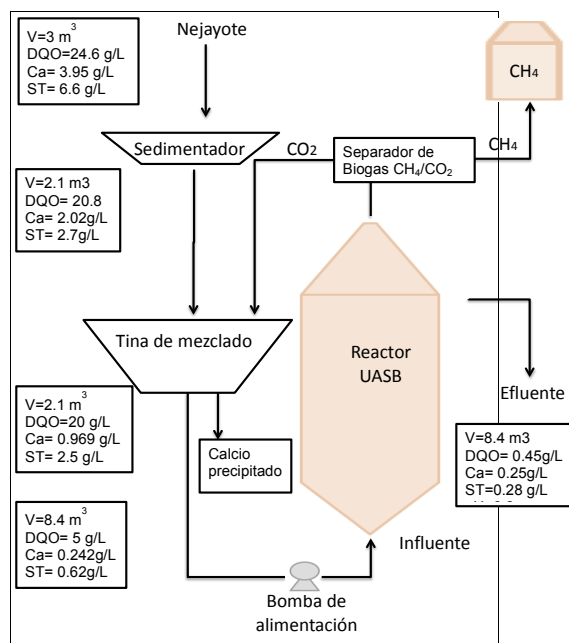 V=3 m³
DQO=24.6 g/L
Ca= 3.95 g/L
ST= 6.6 g/L
Nejayote
CH₄
Sedimentador
CO₂
Separador de
Biogas CH₄/CO₂
CH₄
V=2.1 m3
DQO= 20.8
Ca= 2.02g/L
ST= 2.7g/L
Tina de mezclado
Reactor
UASB
Efluente
V=2.1 m³
DQO=20 g/L
Ca= 0.969 g/L
ST= 2.5 g/L
Calcio
precipitado
V=8.4 m3
DQO= 0.45g/L
Ca= 0.25g/L
ST=0.28 g/L
V=8.4 m³
DQO= 5 g/L
Ca= 0.242g/L
ST= 0.62g/L
Influente
Bomba de
alimentación